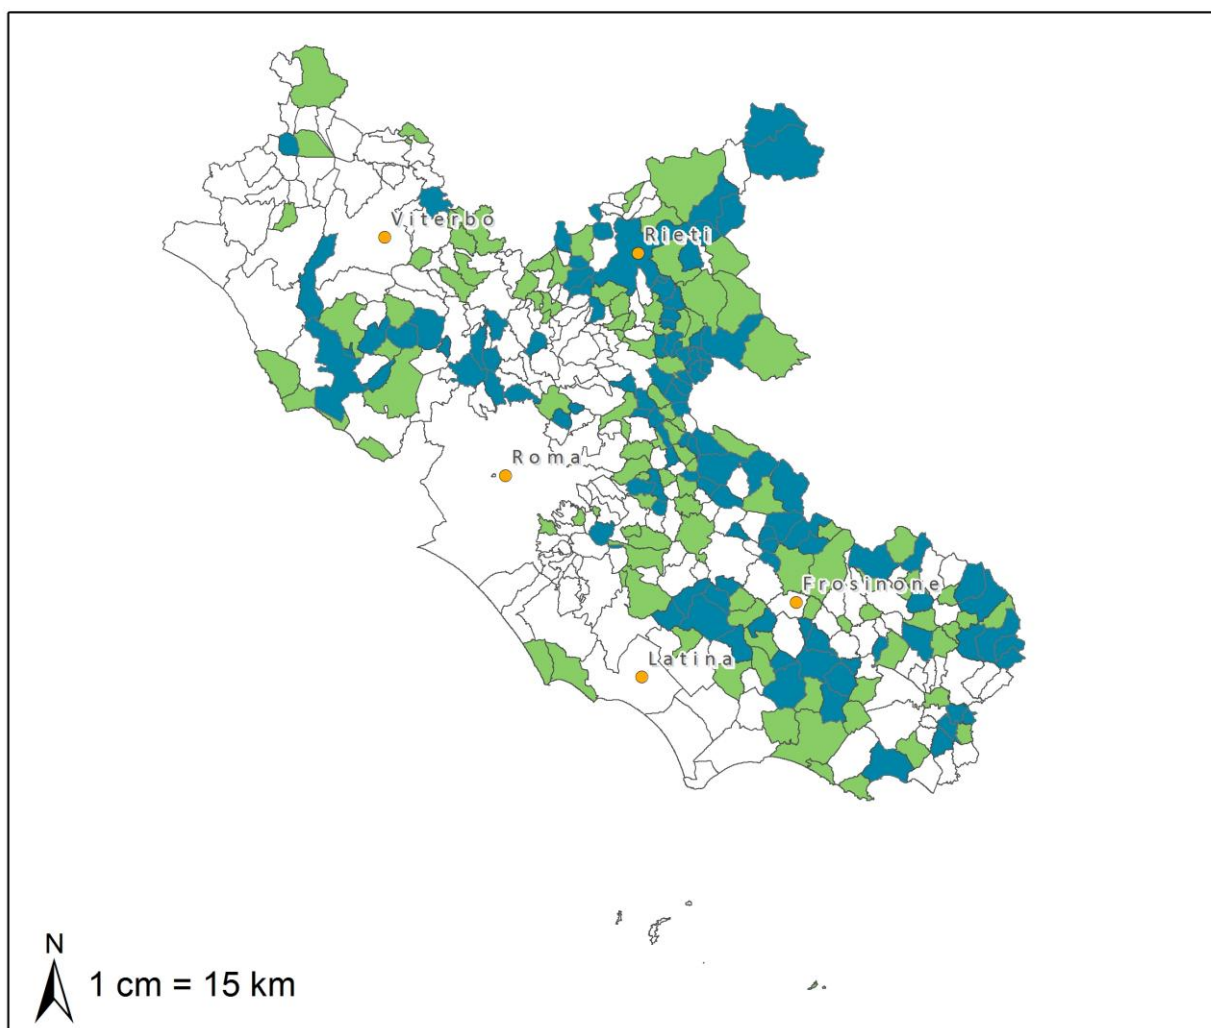 Viterbo
Rieti
Roma
Frosinone
Latina
N
1 cm = 15 km